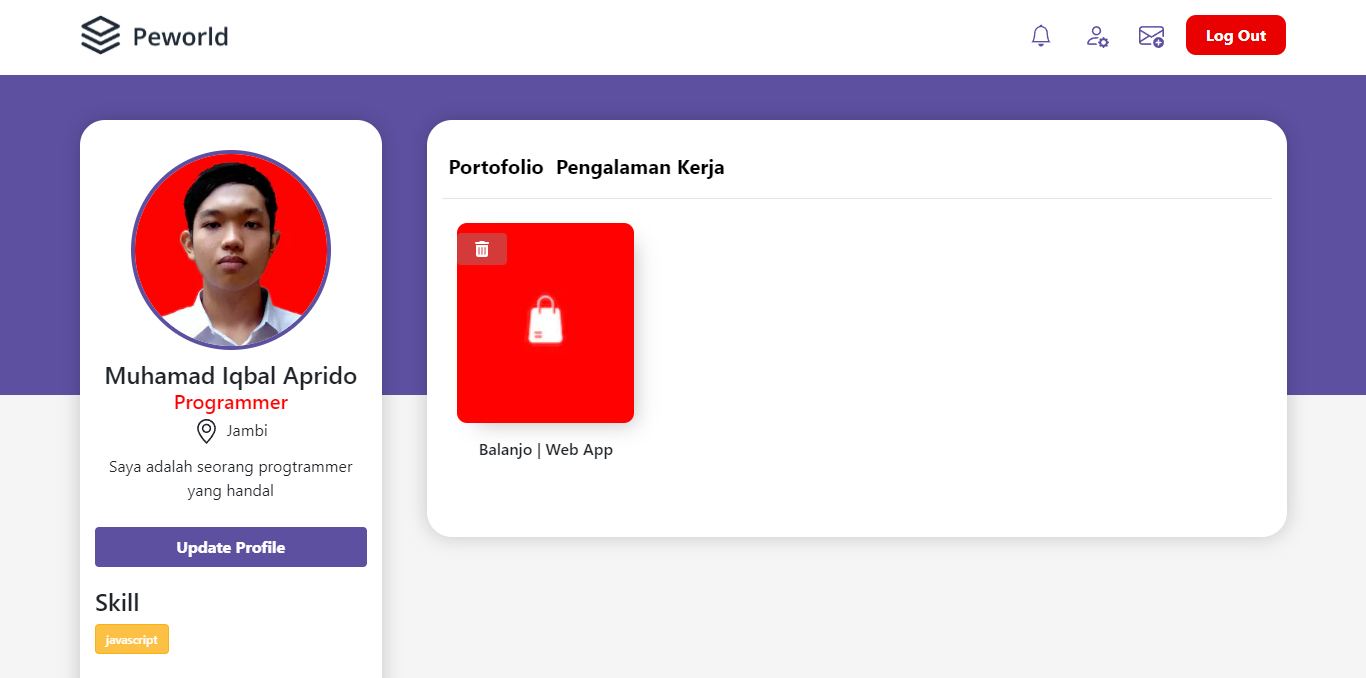 Peworld
Log Out
Muhamad Iqbal Aprido
Programmer
Jambi
Saya adalah seorang progtrammer
yang handal
Update Profile
Skill
javascript
Portofolio Pengalaman Kerja
Balanjo | Web App